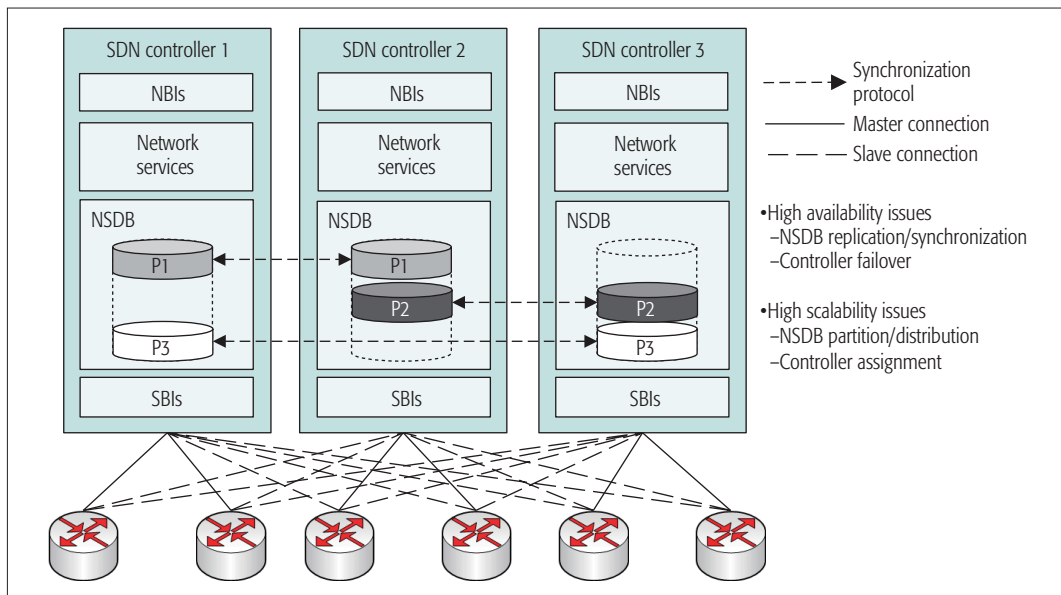 SDN controller 1
NBIs
Network
services
NSDB
P1
P3
SBIs
SDN controller 2
NBIs
Network
services
NSDB
P1
P2
SBIs
SDN controller 3
NBIs
Network
services
NSDB
P2
P3
SBIs
Synchronization
protocol
Master connection
Slave connection
•High availability issues
–NSDB replication/synchronization
–Controller failover
•High scalability issues
–NSDB partition/distribution
–Controller assignment